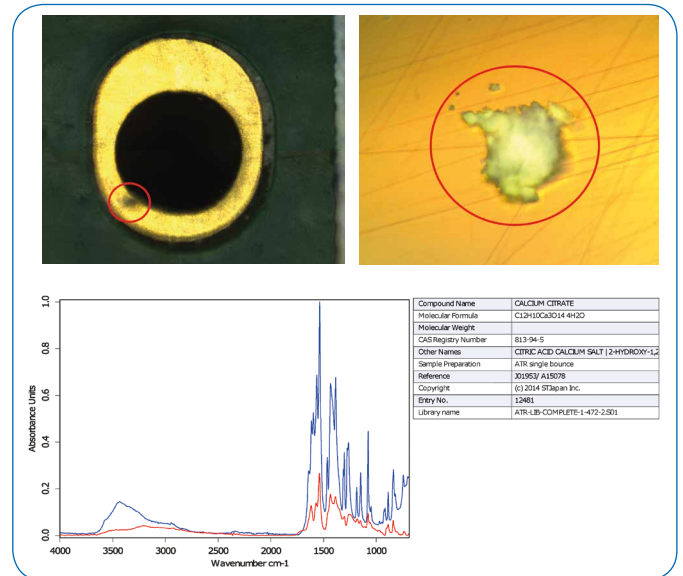 1.0
0.8
0.6
0.4
0.2
0.0
Absorbance Units
4000 3500 3000 2500 2000 1500 1000
Wavenumber cm-1
Compound Name CALCIUM CITRATE
Molecular Formula C12H10Ca3O14 4H2O
Molecular Weight
CAS Registry Number 813-94-5
Other Names CITRIC ACID CALCIUM SALT | 2-HYDROXY-1,2
Sample Preparation ATR single bounce
Reference J01953/ A15078
Copyright (c) 2014 STJapan Inc.
Entry No. 12481
Library name ATR-LIB-COMPLETE-1-472-2.S01